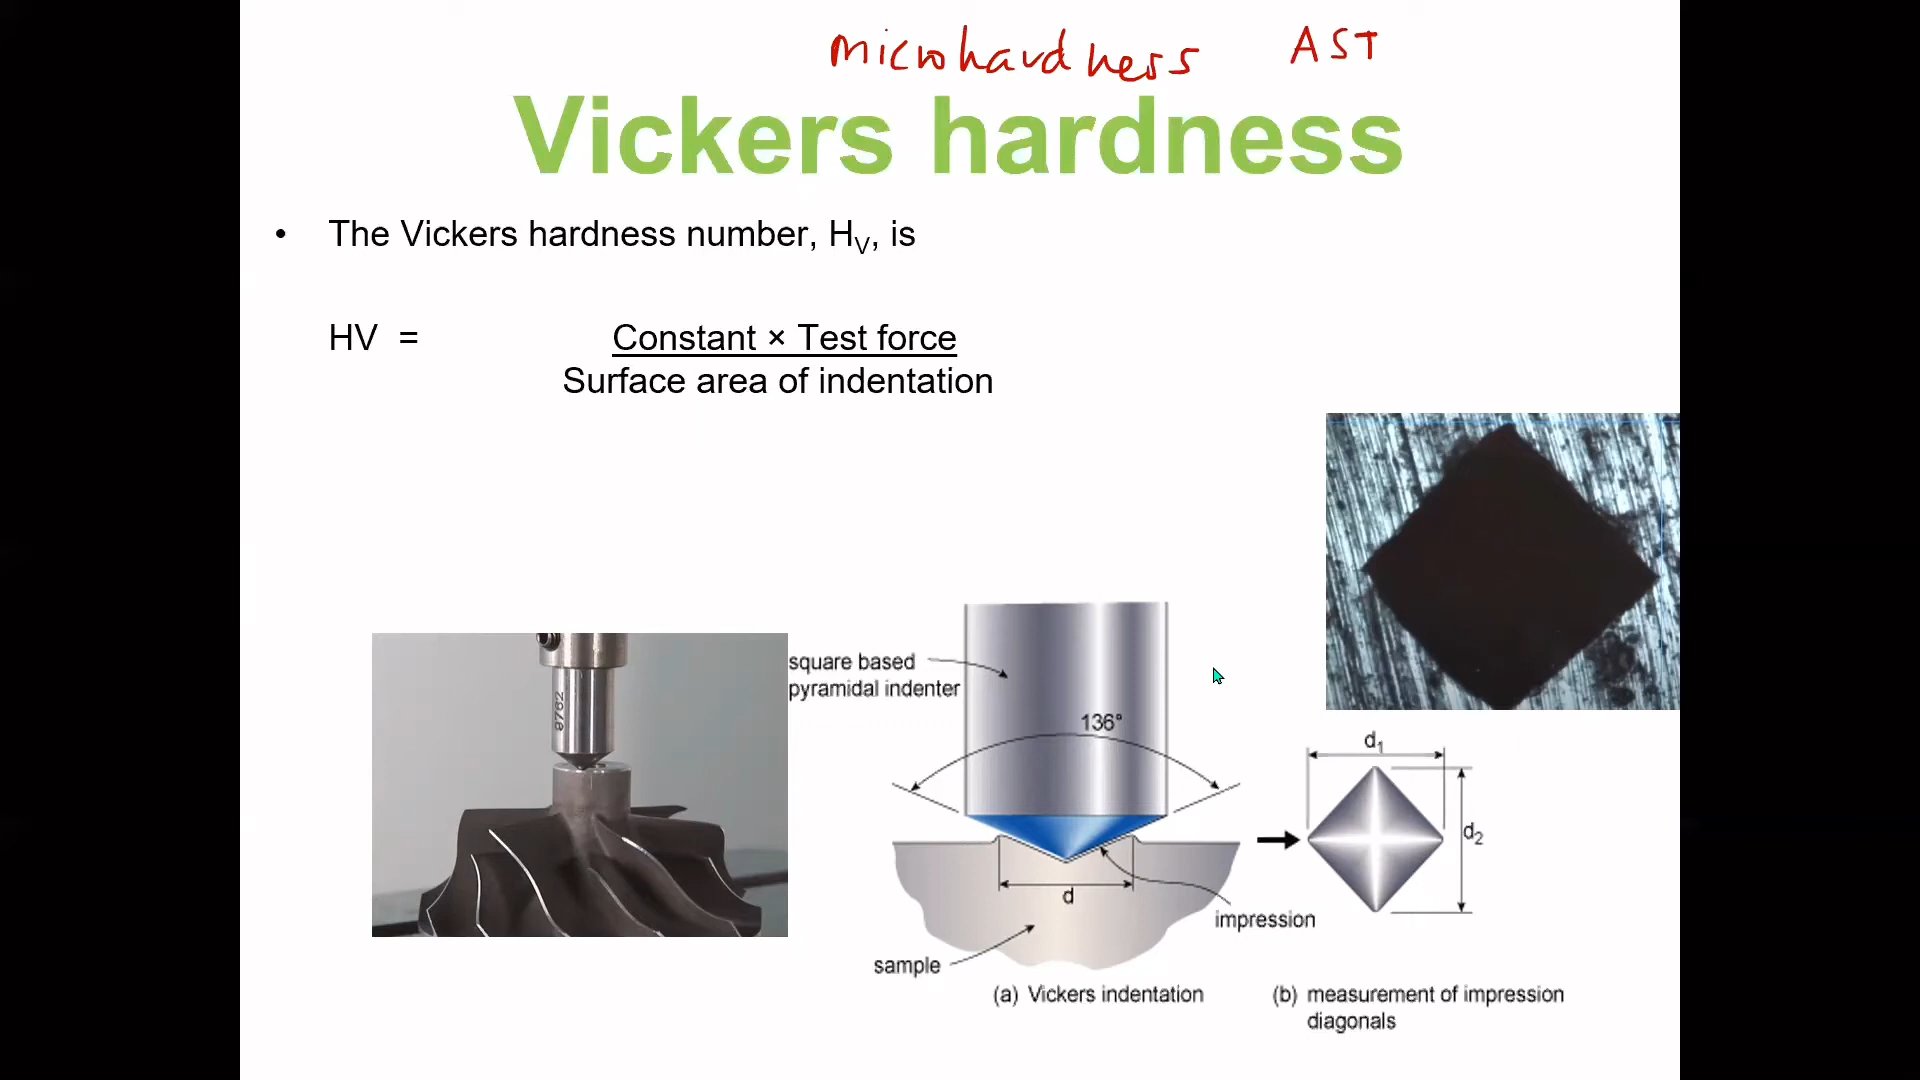 microhardness AST
Vickers hardness
• The Vickers hardness number, HV, is
HV = Constant × Test force
Surface area of indentation
square based
pyramidal indenter
136°
9762
d1
d2
d
impression
sample
(a) Vickers indentation
(b) measurement of impression
diagonals